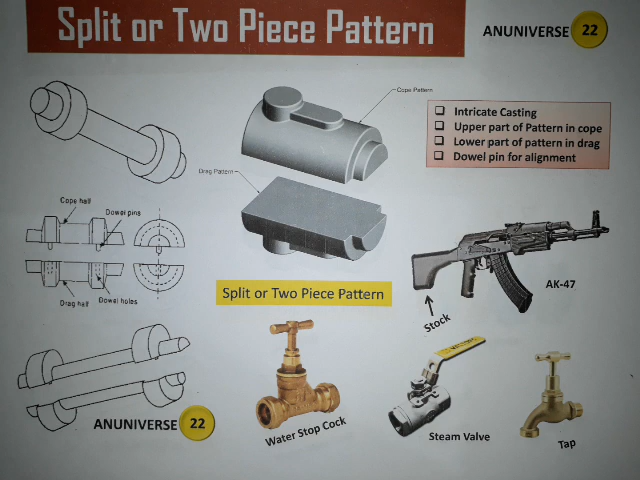 Split or Two Piece Pattern
ANUNIVERSE 22
Cope Pattern
Intricate Casting
Upper part of Pattern in cope
Lower part of pattern in drag
Dowel pin for alignment
Drag Pattern
Cope half
Dowel pins
Drag half
Dowel holes
Split or Two Piece Pattern
AK-47
Stock
ANUNIVERSE 22
Water Stop Cock
Steam Valve
Tap